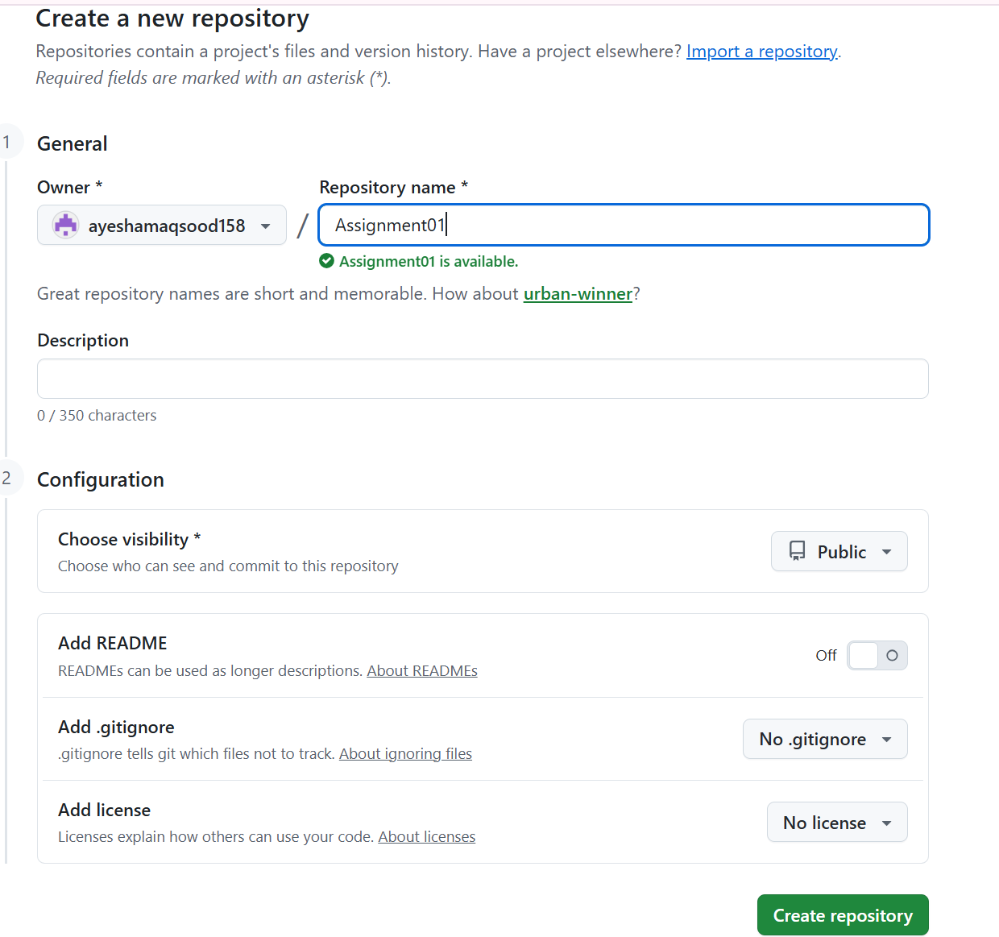 Create a new repository
Repositories contain a project's files and version history. Have a project elsewhere? Import a repository.
Required fields are marked with an asterisk (*).
1
General
Owner *
Repository name *
ayeshamaqsood158
/
Assignment01
Assignment01 is available.
Great repository names are short and memorable. How about urban-winner?
Description
0 / 350 characters
2
Configuration
Choose visibility *
Choose who can see and commit to this repository
Public
Add README
READMEs can be used as longer descriptions. About READMEs
Off
Add .gitignore
.gitignore tells git which files not to track. About ignoring files
No .gitignore
Add license
Licenses explain how others can use your code. About licenses
No license
Create repository